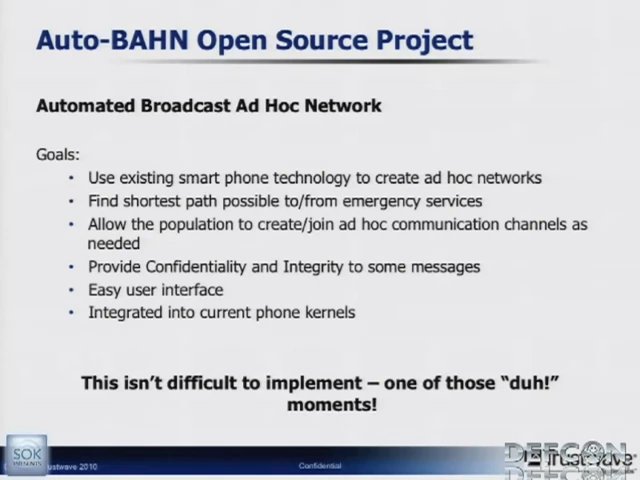 Auto-BAHN Open Source Project
Automated Broadcast Ad Hoc Network
Goals:
• Use existing smart phone technology to create ad hoc networks
• Find shortest path possible to/from emergency services
• Allow the population to create/join ad hoc communication channels as
needed
• Provide Confidentiality and Integrity to some messages
• Easy user interface
• Integrated into current phone kernels
This isn't difficult to implement – one of those "duh!"
moments!
SOK
Trustwave 2010
Confidential
DEFCON
Trustwave